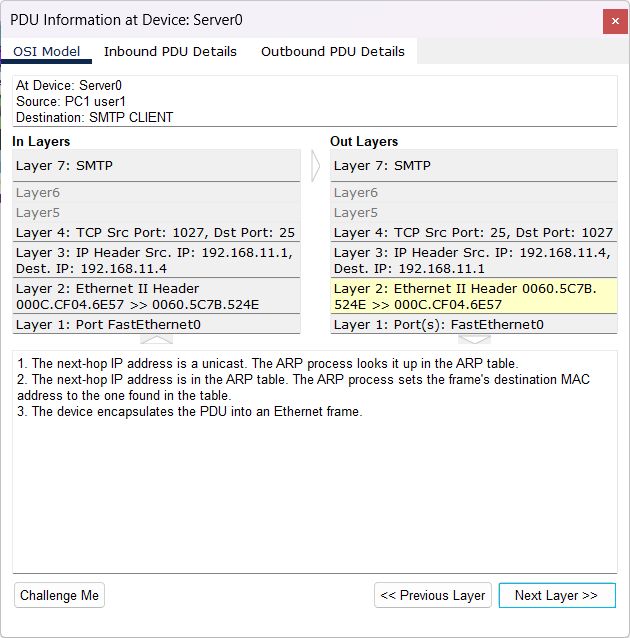 PDU Information at Device: Server0
OSI Model Inbound PDU Details Outbound PDU Details
At Device: Server0
Source: PC1 user1
Destination: SMTP CLIENT
In Layers
Layer 7: SMTP
Layer6
Layer5
Layer 4: TCP Src Port: 1027, Dst Port: 25
Layer 3: IP Header Src. IP: 192.168.11.1,
Dest. IP: 192.168.11.4
Layer 2: Ethernet II Header
000C.CF04.6E57 >> 0060.5C7B.524E
Layer 1: Port FastEthernet0
Out Layers
Layer 7: SMTP
Layer6
Layer5
Layer 4: TCP Src Port: 25, Dst Port: 1027
Layer 3: IP Header Src. IP: 192.168.11.4,
Dest. IP: 192.168.11.1
Layer 2: Ethernet II Header 0060.5C7B.
524E >> 000C.CF04.6E57
Layer 1: Port(s): FastEthernet0
1. The next-hop IP address is a unicast. The ARP process looks it up in the ARP table.
2. The next-hop IP address is in the ARP table. The ARP process sets the frame's destination MAC
address to the one found in the table.
3. The device encapsulates the PDU into an Ethernet frame.
Challenge Me << Previous Layer Next Layer >>